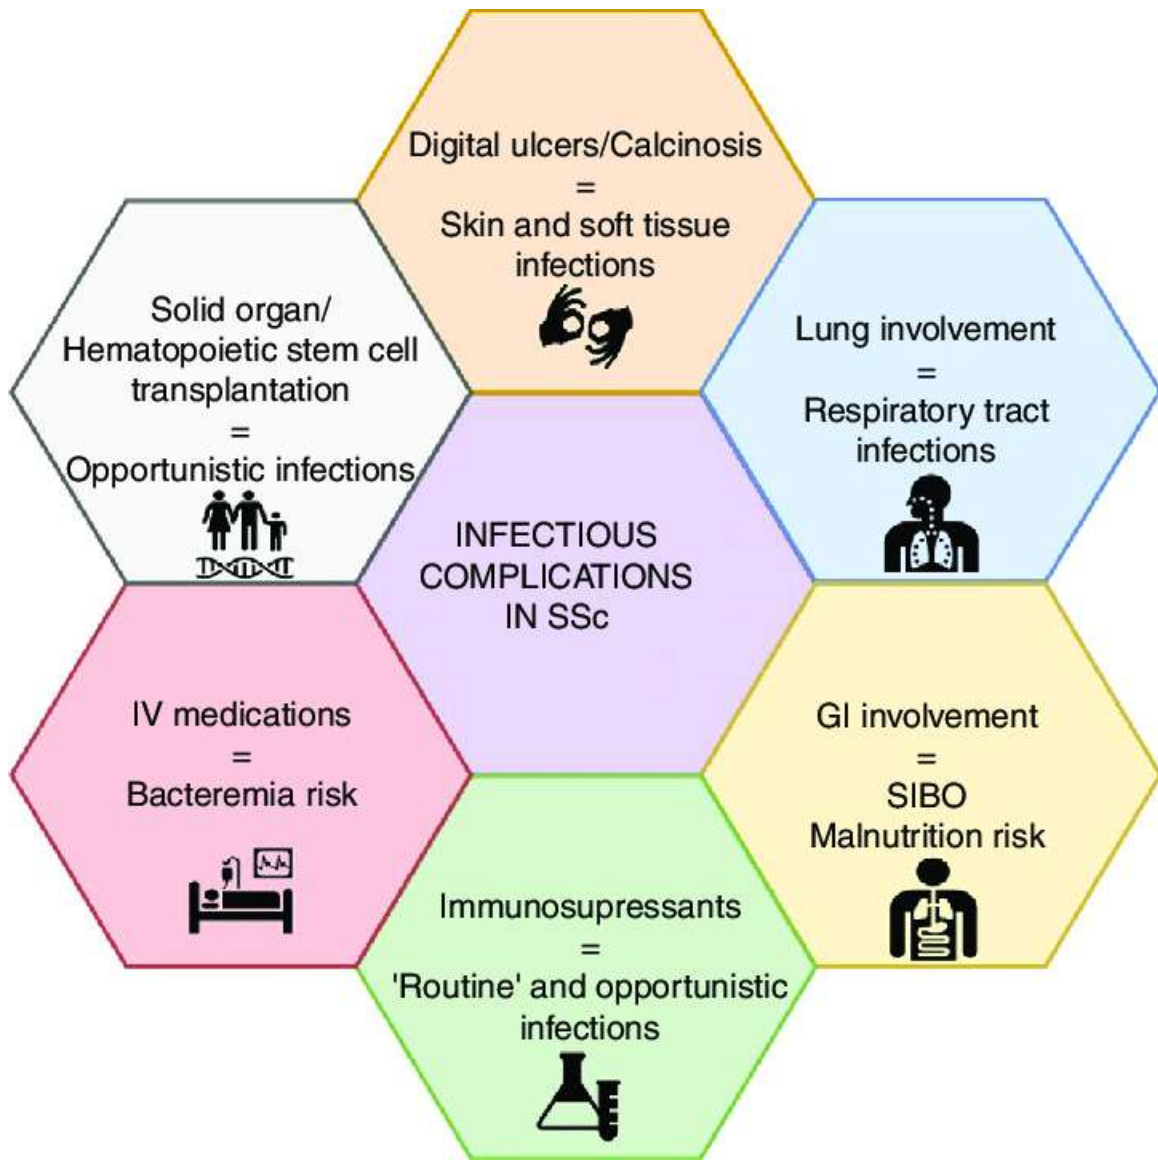 Digital ulcers/Calcinosis
=
Skin and soft tissue
infections
Solid organ/
Hematopoietic stem cell
transplantation
=
Opportunistic infections
Lung involvement
=
Respiratory tract
infections
INFECTIOUS
COMPLICATIONS
IN SSc
IV medications
=
Bacteremia risk
GI involvement
=
SIBO
Malnutrition risk
Immunosupressants
=
'Routine' and opportunistic
infections